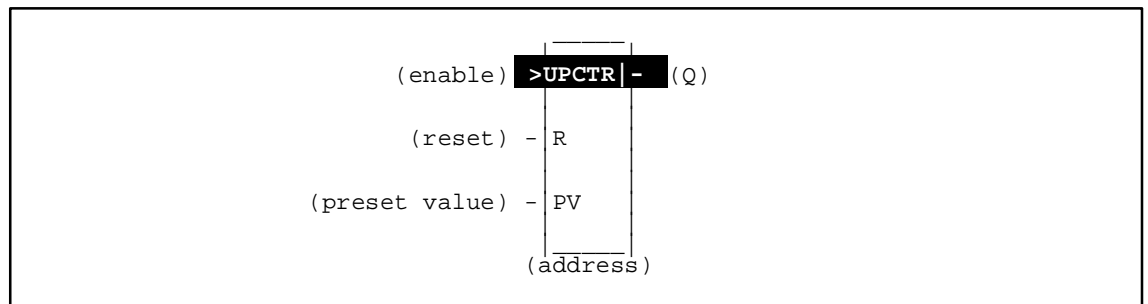 (enable) >UPCTR|- (Q)
(reset) - R
(preset value) - PV
(address)